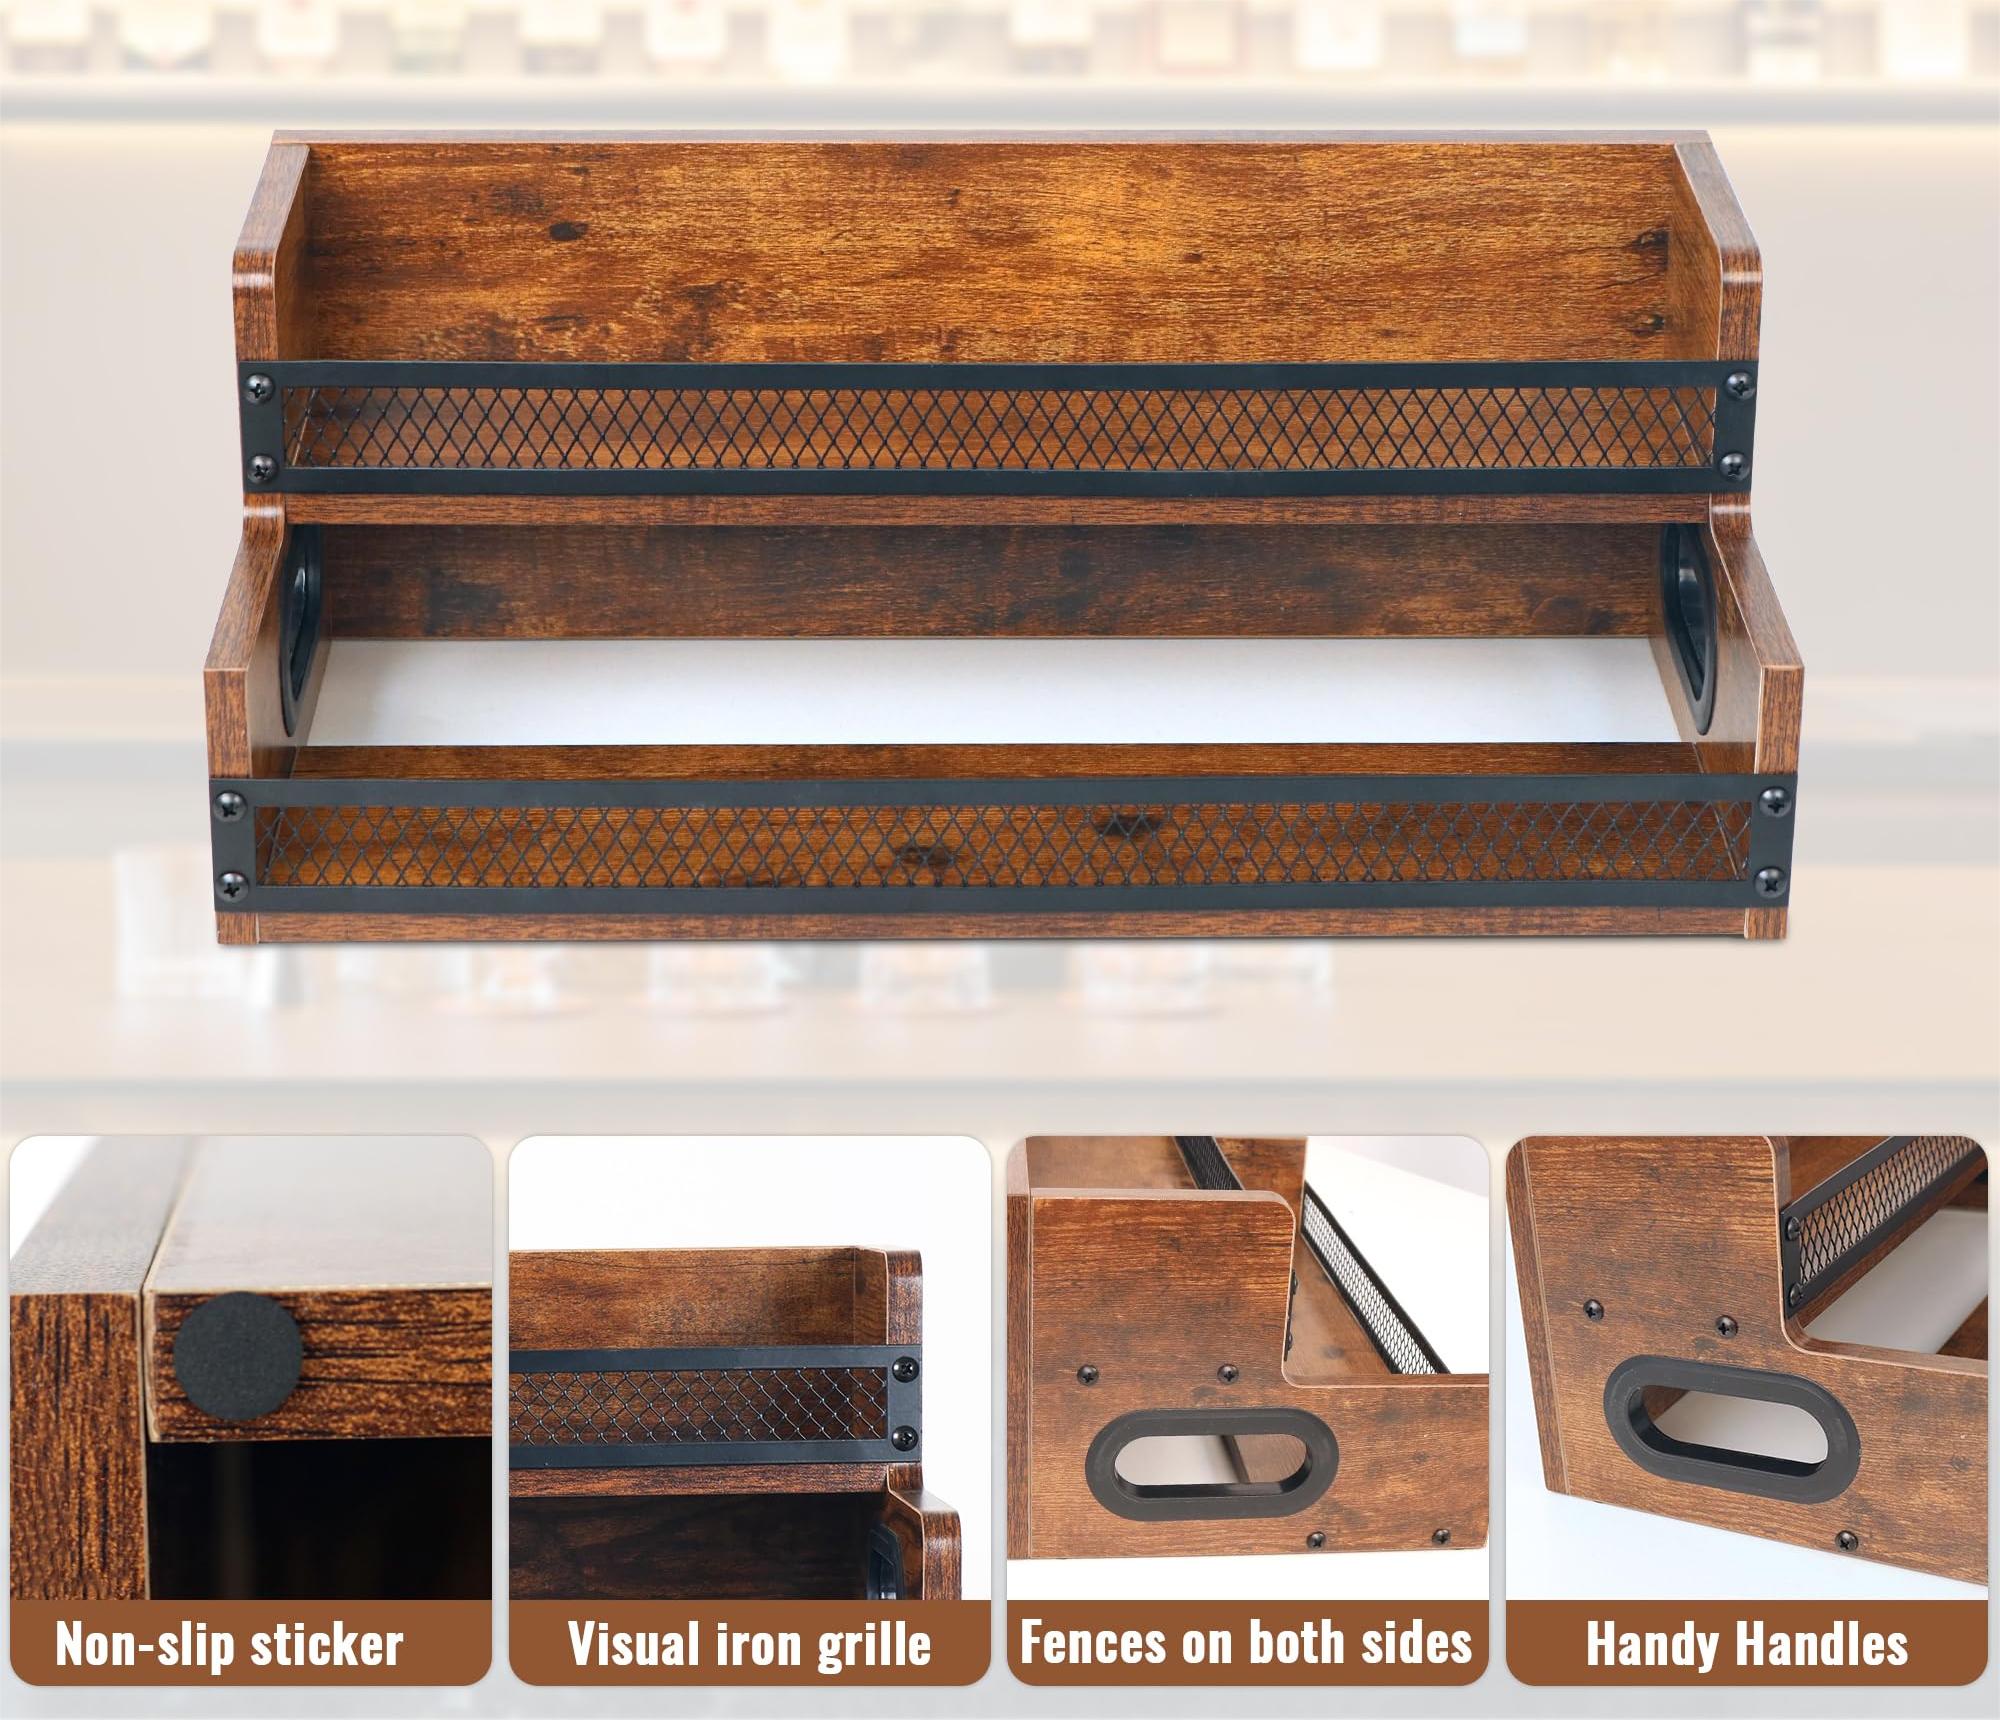 Non-slip sticker
Visual iron grille
Fences on both sides
Handy Handles